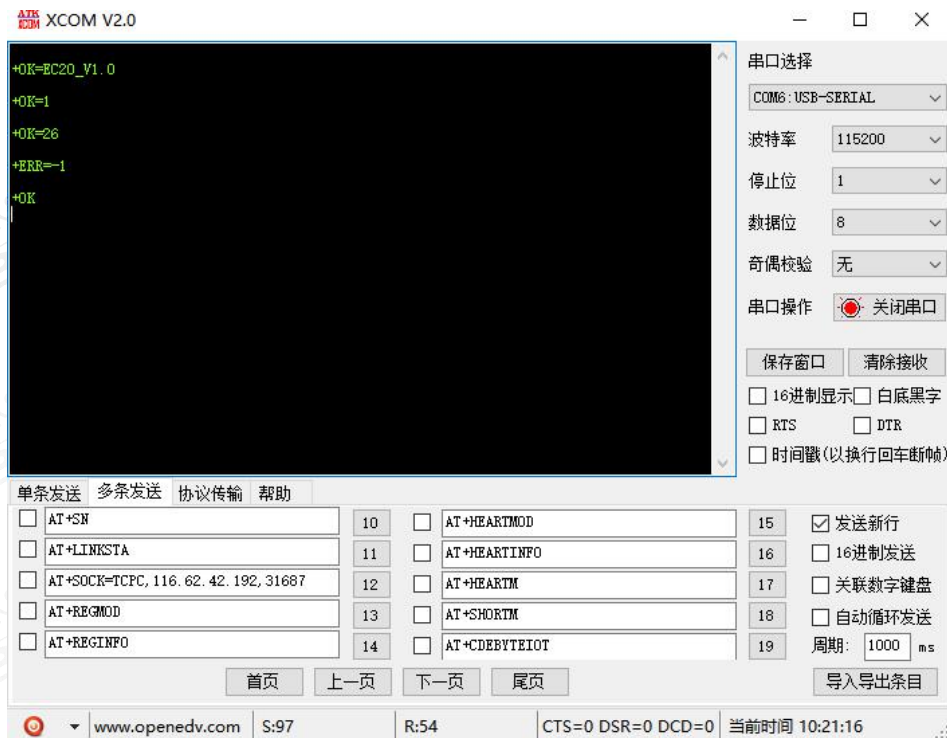 ATK XCOM XCOM V2.0
+OK=EC20_V1.0
+OK=1
+OK=26
+ERR=-1
+OK
串口选择
COM6:USB-SERIAL
波特率 115200
停止位 1
数据位 8
奇偶校验 无
串口操作 关闭串口
保存窗口 清除接收
16进制显示 白底黑字
RTS DTR
时间戳(以换行回车断帧)
单条发送 多条发送 协议传输 帮助
AT+SN 10 AT+HEARTMOD 15 发送新行
AT+LINKSTA 11 AT+HEARTINFO 16 16进制发送
AT+SOCK=TCPC,116.62.42.192,31687 12 AT+HEARTM 17 关联数字键盘
AT+REGMOD 13 AT+SHORTM 18 自动循环发送
AT+REGINFO 14 AT+CDEBYTEIOT 19 周期: 1000 ms
首页 上一页 下一页 尾页 导入导出条目
www.openedv.com S:97 R:54 CTS=0 DSR=0 DCD=0 当前时间 10:21:16